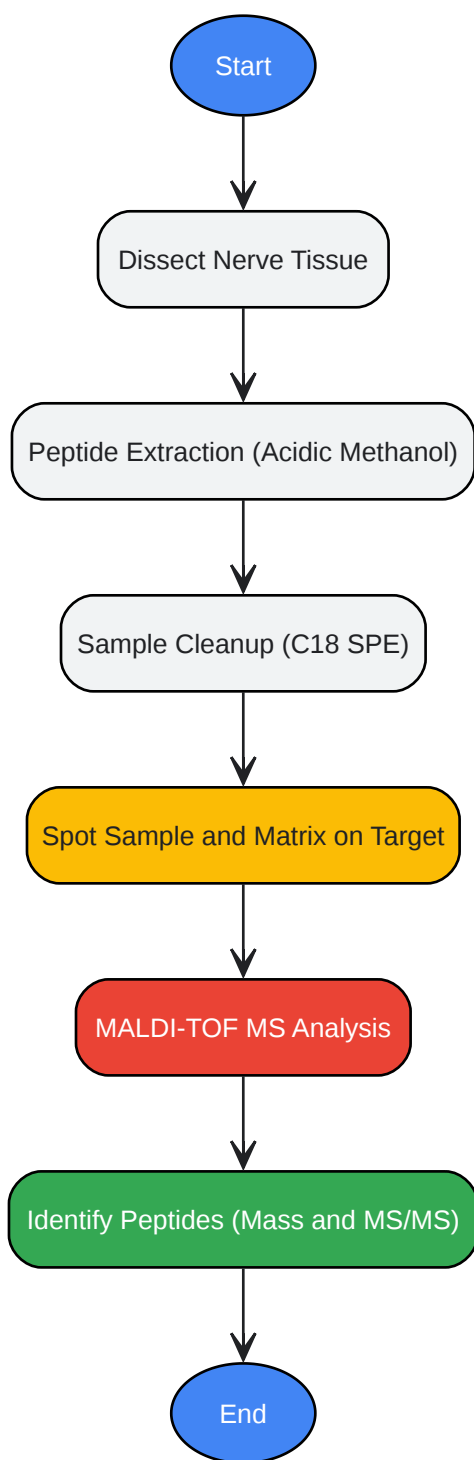 Start
Dissect Nerve Tissue
Peptide Extraction (Acidic Methanol)
Sample Cleanup (C18 SPE)
Spot Sample and Matrix on Target
MALDI-TOF MS Analysis
Identify Peptides (Mass and MS/MS)
End